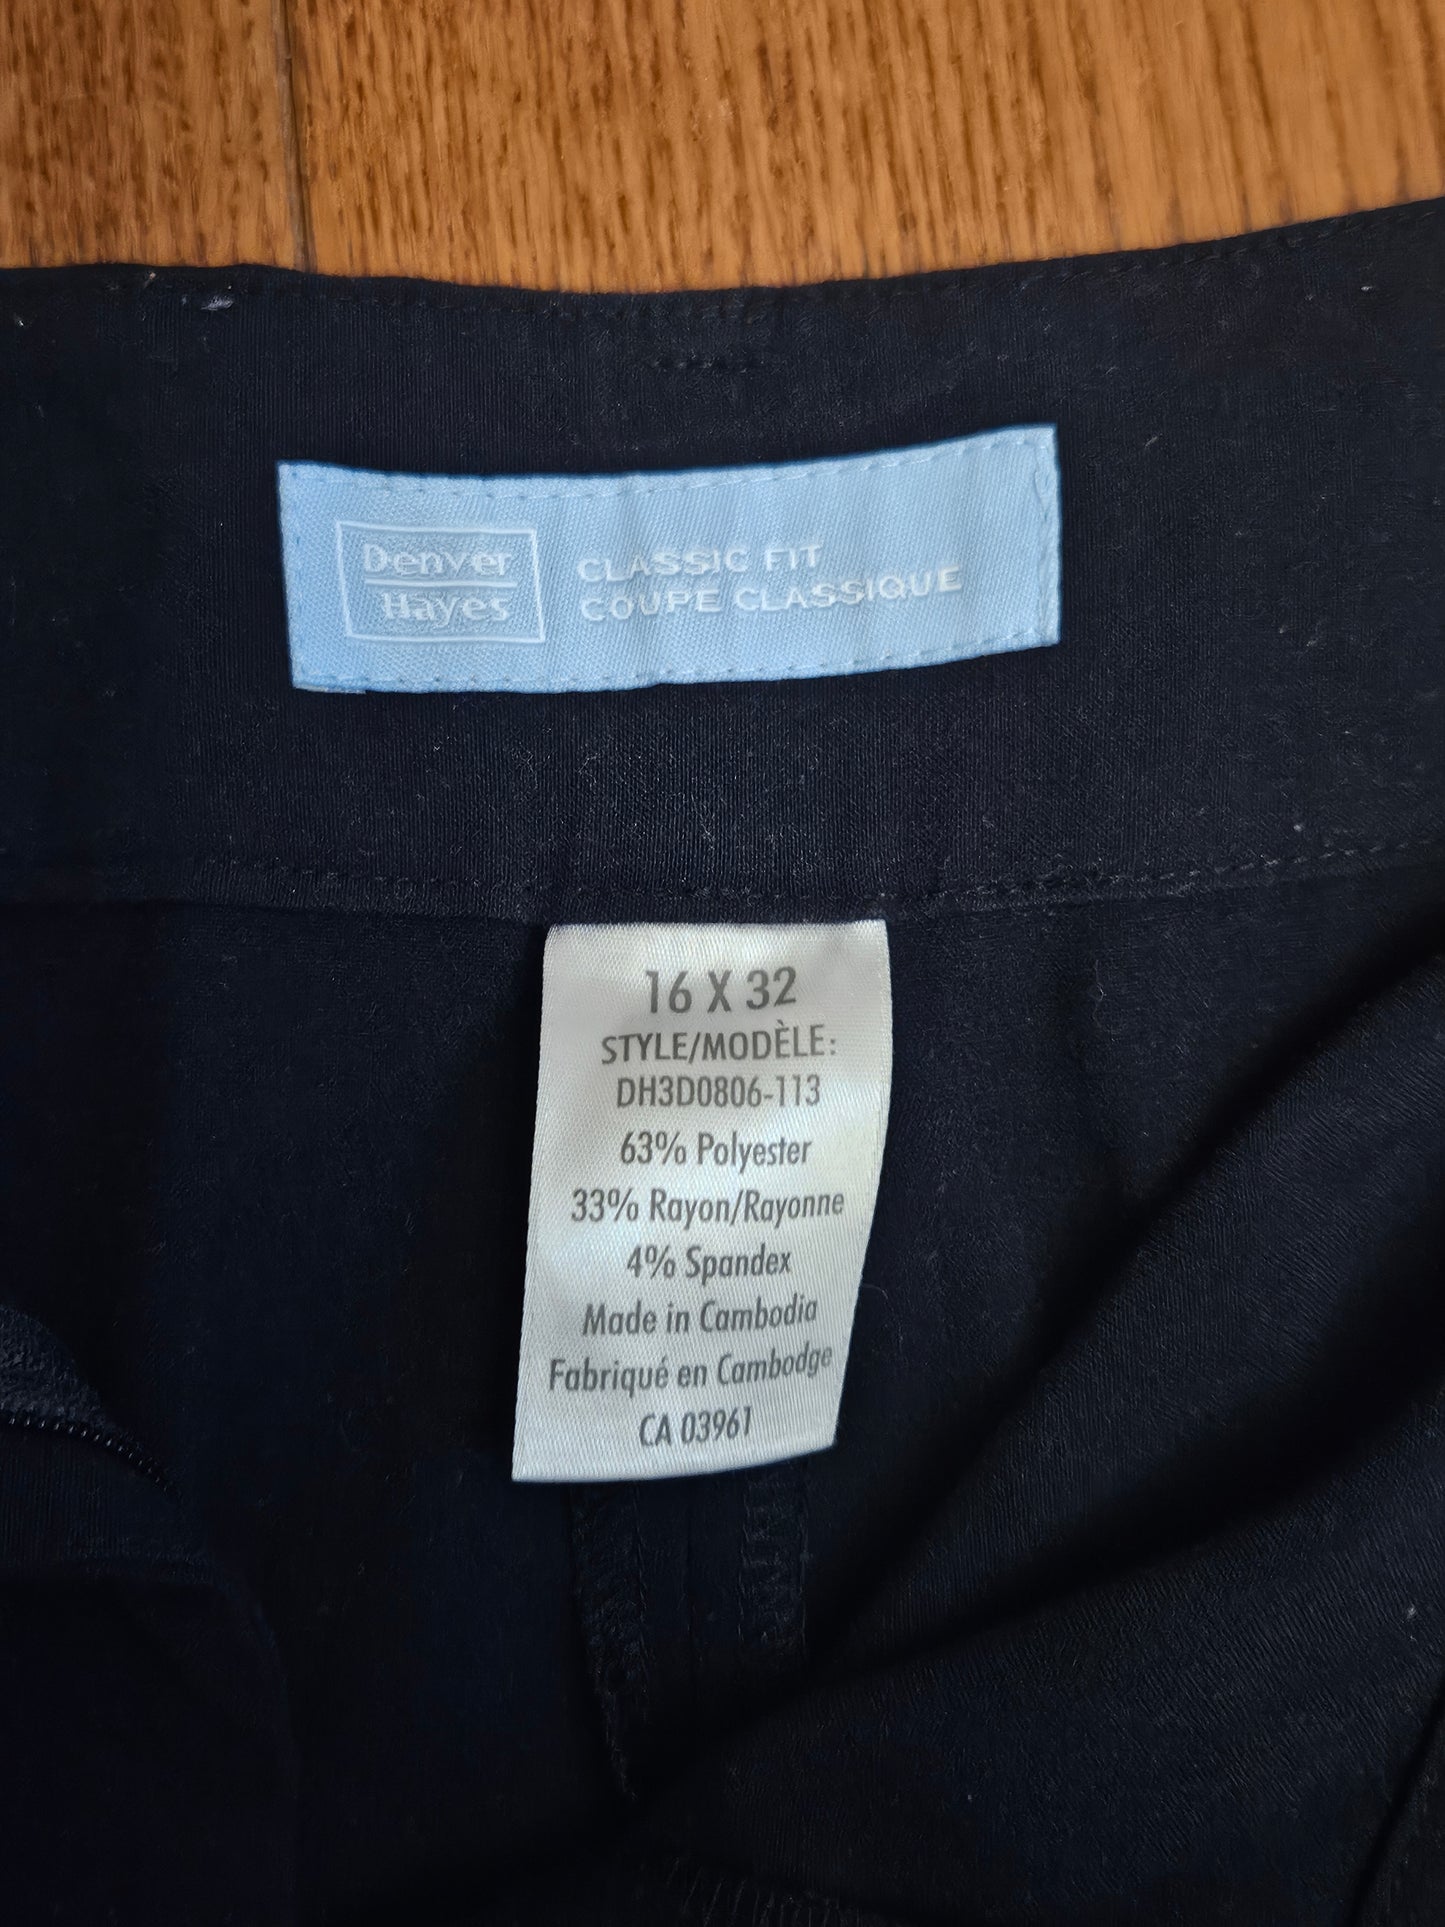 Denver
Hayes
CLASSIC FIT
COUPE CLASSIQUE
16 X 32
STYLE/MODÈLE:
DH3D0806-113
63% Polyester
33% Rayon/Rayonne
4% Spandex
Made in Cambodia
Fabriqué en Cambodge
CA 03961